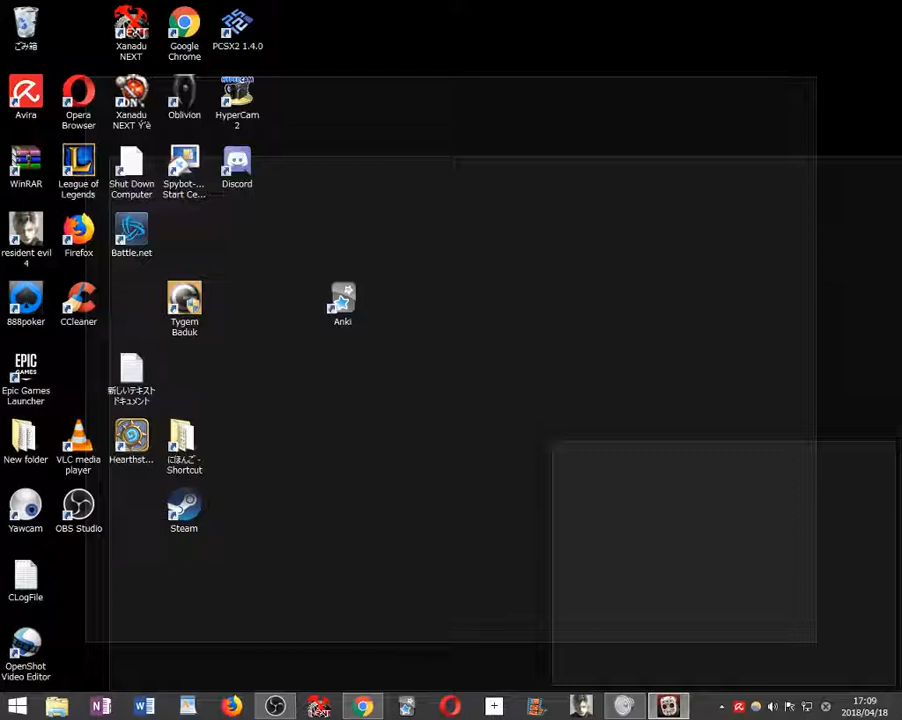 ごみ箱
Xanadu
NEXT
Google
Chrome
PCSX2 1.4.0
Avira
Opera
Browser
Xanadu
NEXT Ý'è
Oblivion
HyperCam
2
WinRAR
League of
Legends
Shut Down
Computer
Spybot-...
Start Ce...
Discord
resident evil
4
Firefox
Battle.net
888poker
CCleaner
Tygem
Baduk
Anki
EPIC
GAMES
Epic Games
Launcher
新しいテキスト
ドキュメント
New folder
VLC media
player
Hearthst...
にほんご -
Shortcut
Yawcam
OBS Studio
Steam
CLogFile
OpenShot
Video Editor
17:09
2018/04/18